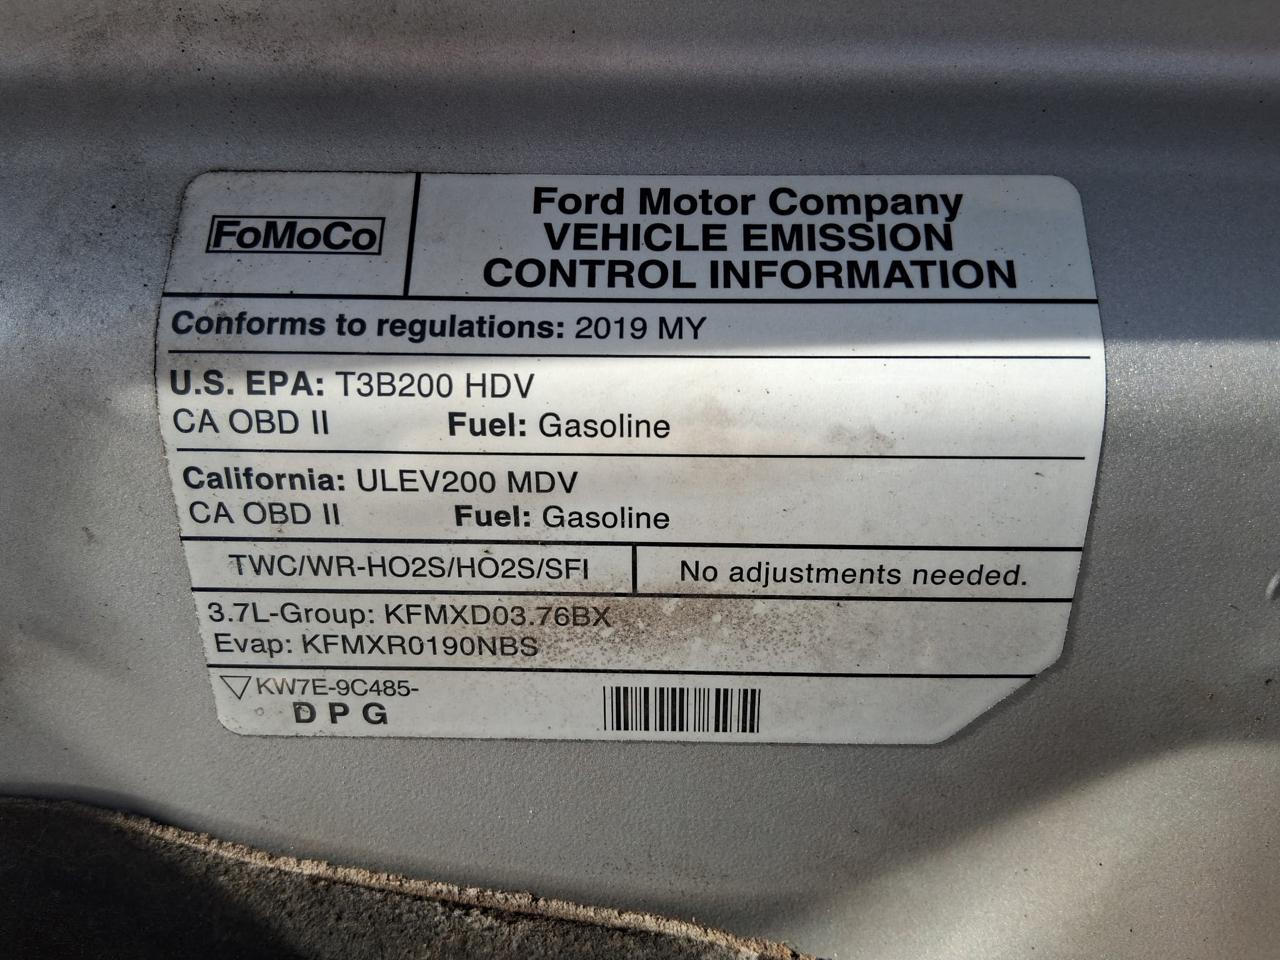 FoMoCo
Ford Motor Company
VEHICLE EMISSION
CONTROL INFORMATION
Conforms to regulations: 2019 MY
U.S. EPA: T3B200 HDV
CA OBD II Fuel: Gasoline
California: ULEV200 MDV
CA OBD II Fuel: Gasoline
TWC/WR-HO2S/HO2S/SFI
No adjustments needed.
3.7L-Group: KFMXD03.76BX
Evap: KFMXR0190NBS
KW7E-9C485-
D P G